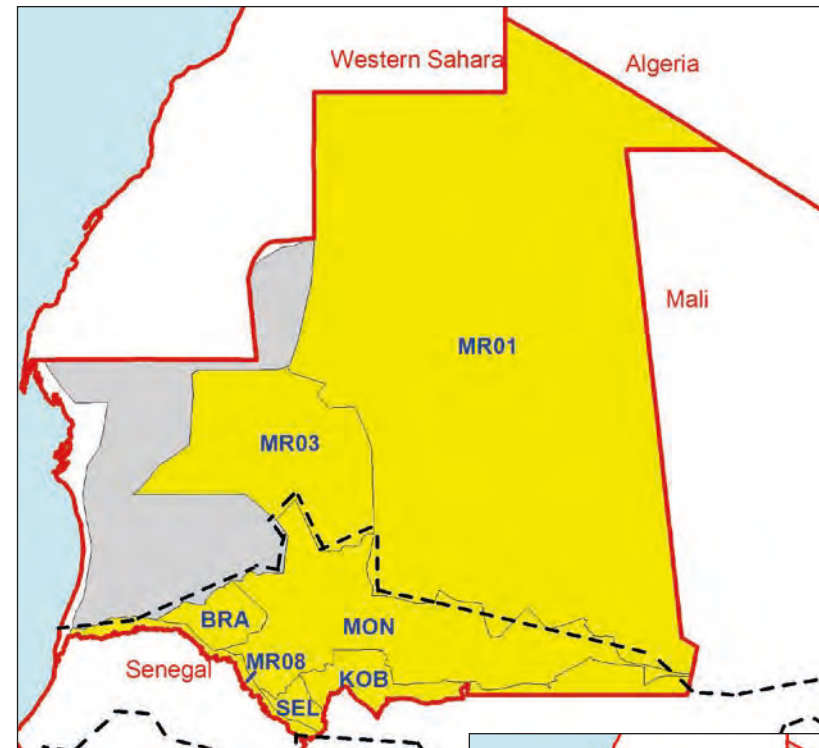 Western Sahara
Algeria
Mali
MR01
MR03
BRA
MON
Senegal
MR08
KOB
SEL